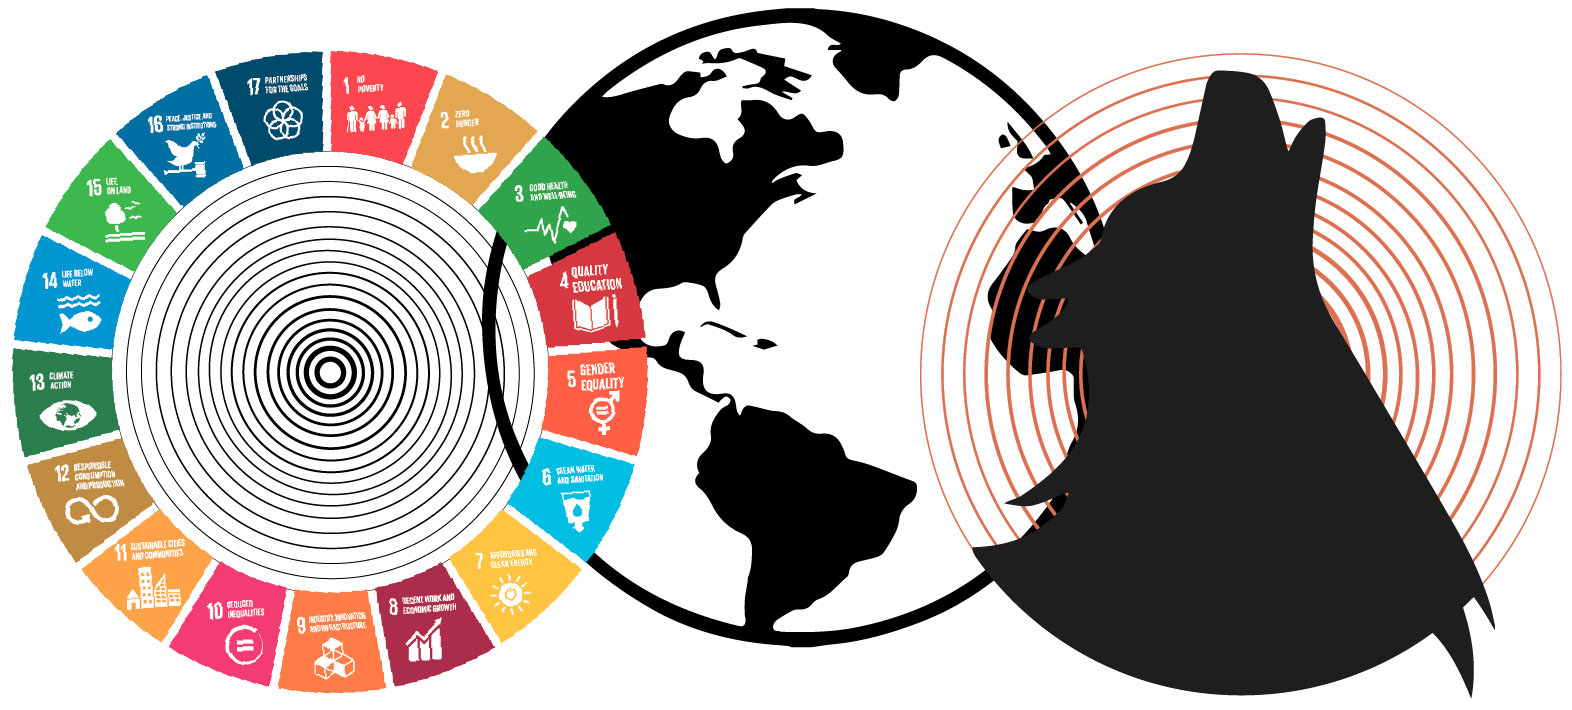 1 NO
POVERTY
2 ZERO
HUNGER
3 GOOD HEALTH
AND WELL-BEING
4 QUALITY
EDUCATION
5 GENDER
EQUALITY
6 CLEAN WATER
AND SANITATION
7 AFFORDABLE AND
CLEAN ENERGY
8 DECENT WORK AND
ECONOMIC GROWTH
9 INDUSTRY, INNOVATION
AND INFRASTRUCTURE
10 REDUCED
INEQUALITIES
11 SUSTAINABLE CITIES
AND COMMUNITIES
12 RESPONSIBLE
CONSUMPTION
AND PRODUCTION
13 CLIMATE
ACTION
14 LIFE BELOW
WATER
15 LIFE
ON LAND
16 PEACE, JUSTICE AND
STRONG INSTITUTIONS
17 PARTNERSHIPS
FOR THE GOALS